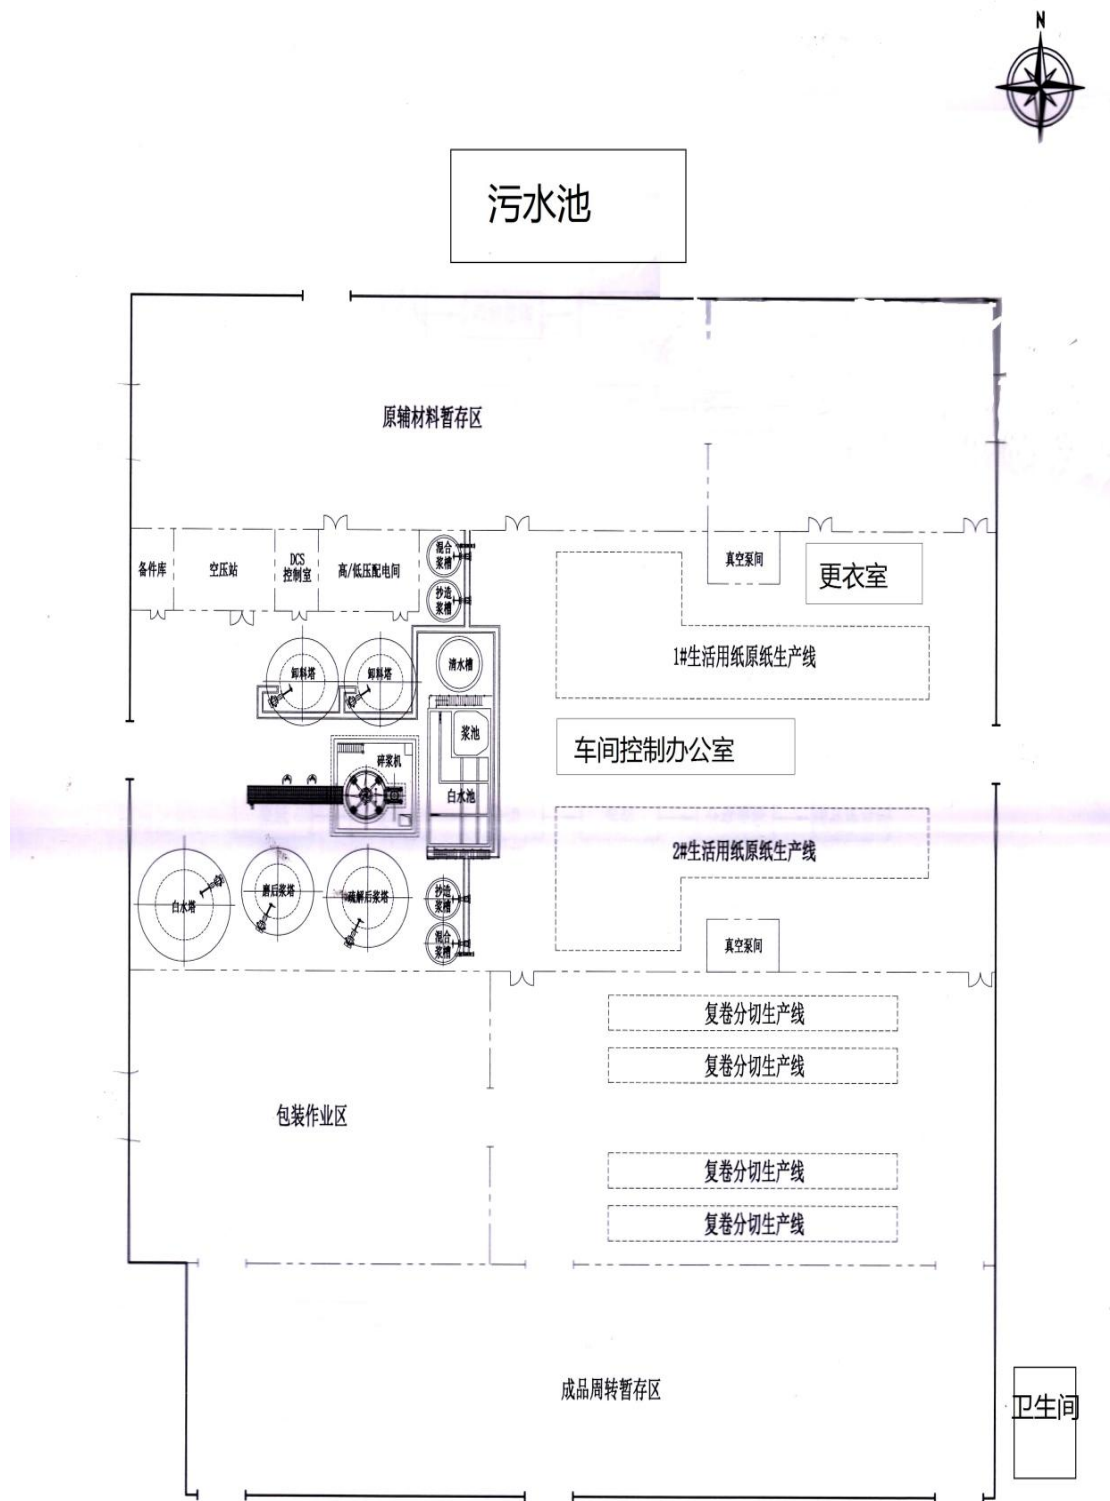 N
污水池
原辅材料暂存区
备件库
空压站
DCS
控制室
高/低压配电间
混合
浆槽
抄造
浆槽
真空泵间
更衣室
卸料塔
卸料塔
清水槽
1#生活用纸原纸生产线
浆池
碎浆机
白水池
车间控制办公室
2#生活用纸原纸生产线
白水塔
磨后浆塔
疏解后浆塔
抄造
浆槽
混合
浆槽
真空泵间
复卷分切生产线
复卷分切生产线
包装作业区
复卷分切生产线
复卷分切生产线
成品周转暂存区
卫生间